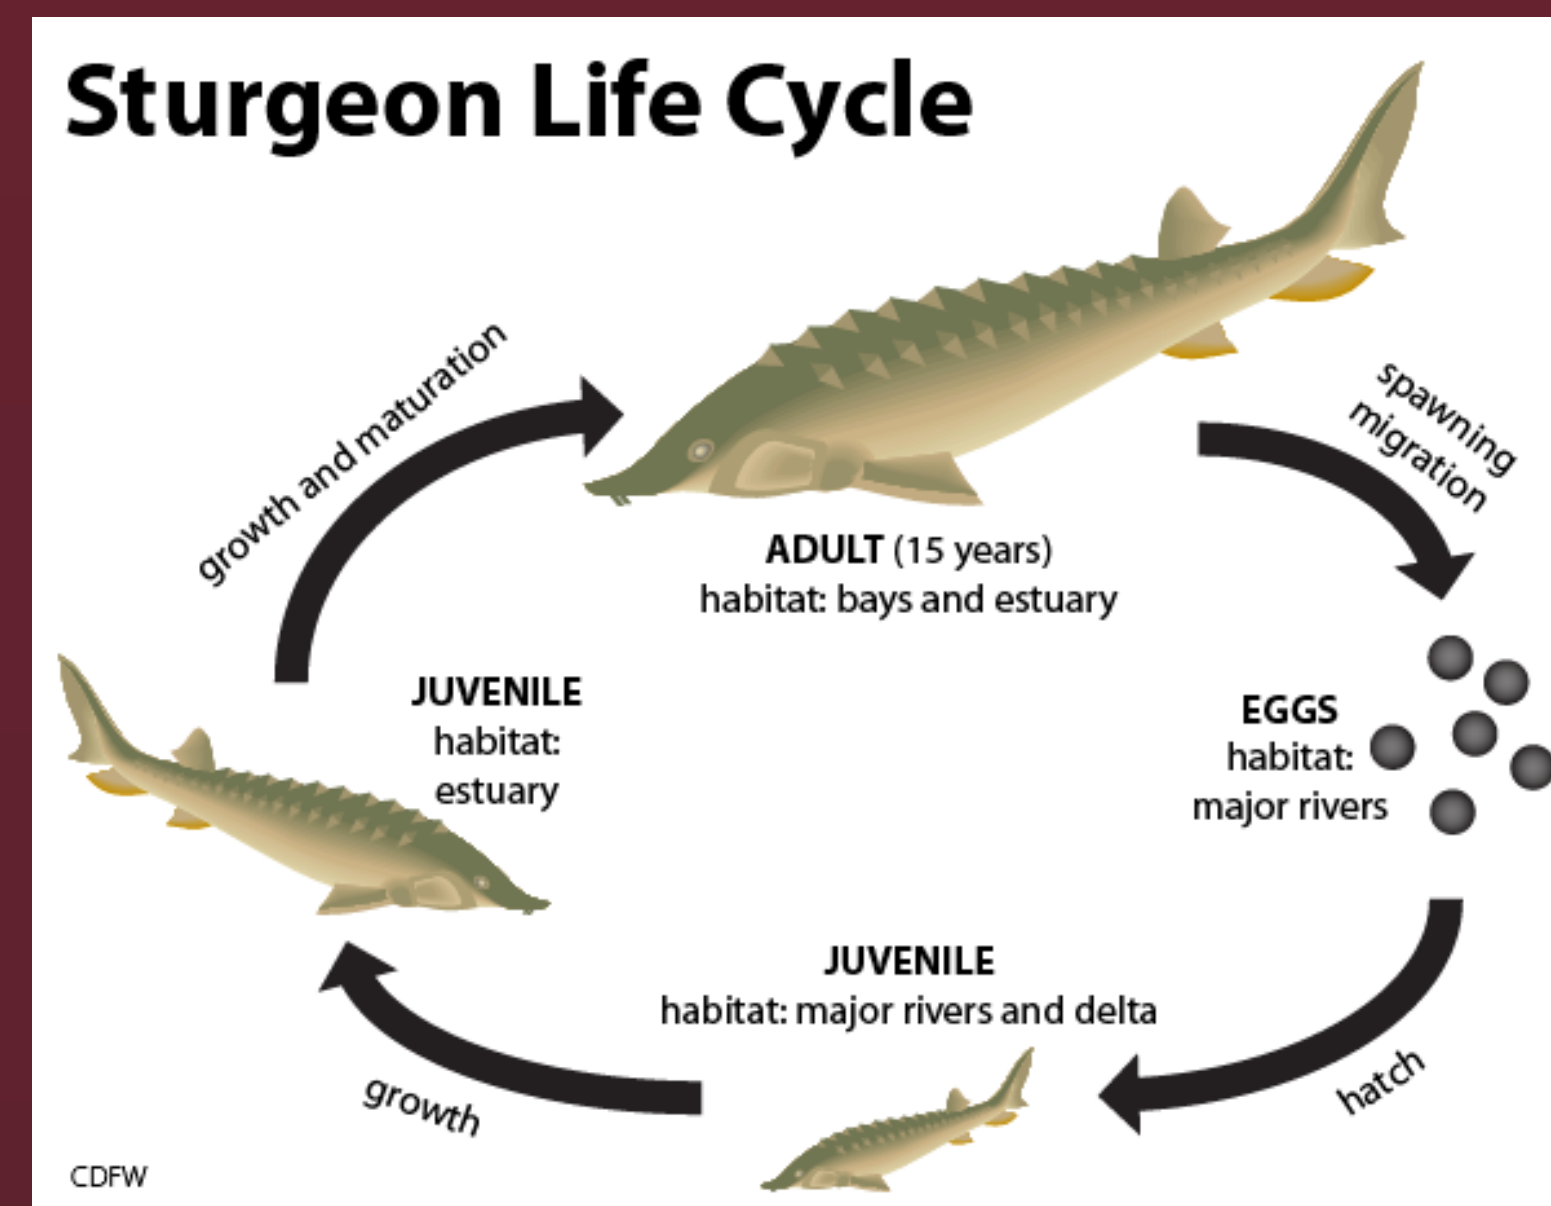 Sturgeon Life Cycle
growth and maturation
spawning
migration
ADULT (15 years)
habitat: bays and estuary
JUVENILE
habitat:
estuary
EGGS
habitat:
major rivers
JUVENILE
habitat: major rivers and delta
growth
hatch
CDFW